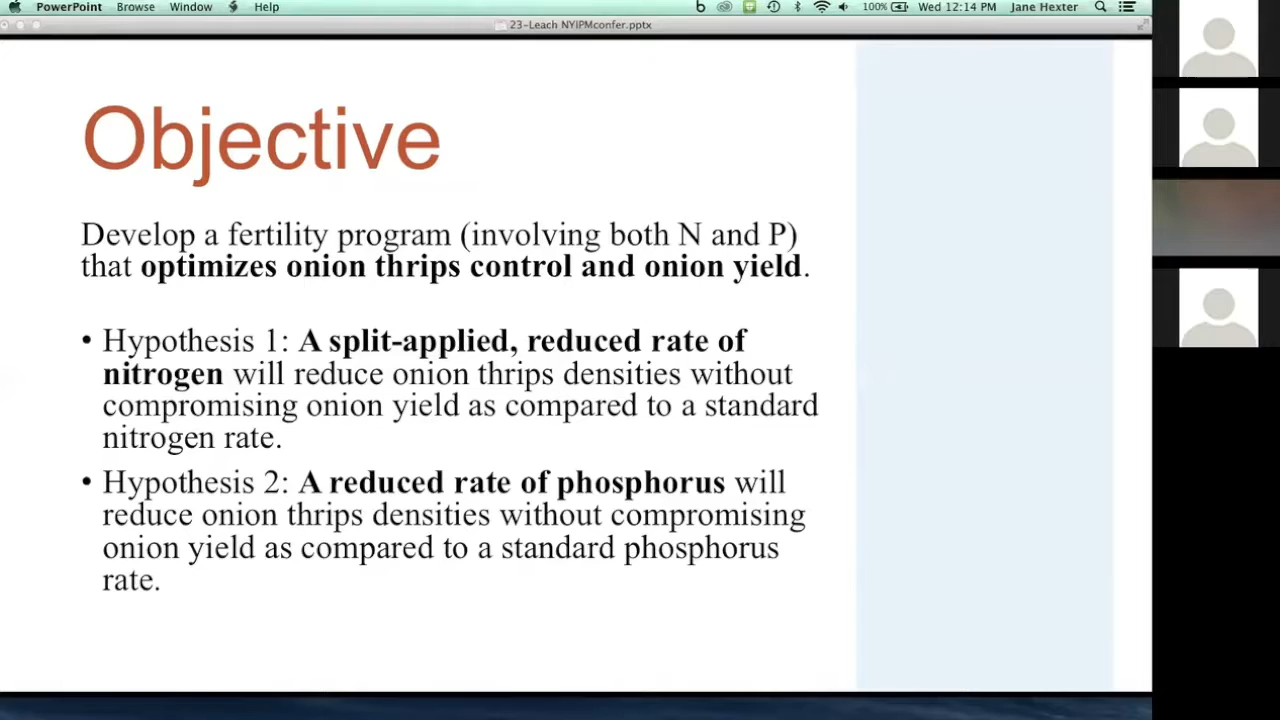 PowerPoint Browse Window Help
100% Wed 12:14 PM Jane Hexter
23-Leach NYIPMconfer.pptx
Objective
Develop a fertility program (involving both N and P)
that optimizes onion thrips control and onion yield.
• Hypothesis 1: A split-applied, reduced rate of
nitrogen will reduce onion thrips densities without
compromising onion yield as compared to a standard
nitrogen rate.
• Hypothesis 2: A reduced rate of phosphorus will
reduce onion thrips densities without compromising
onion yield as compared to a standard phosphorus
rate.